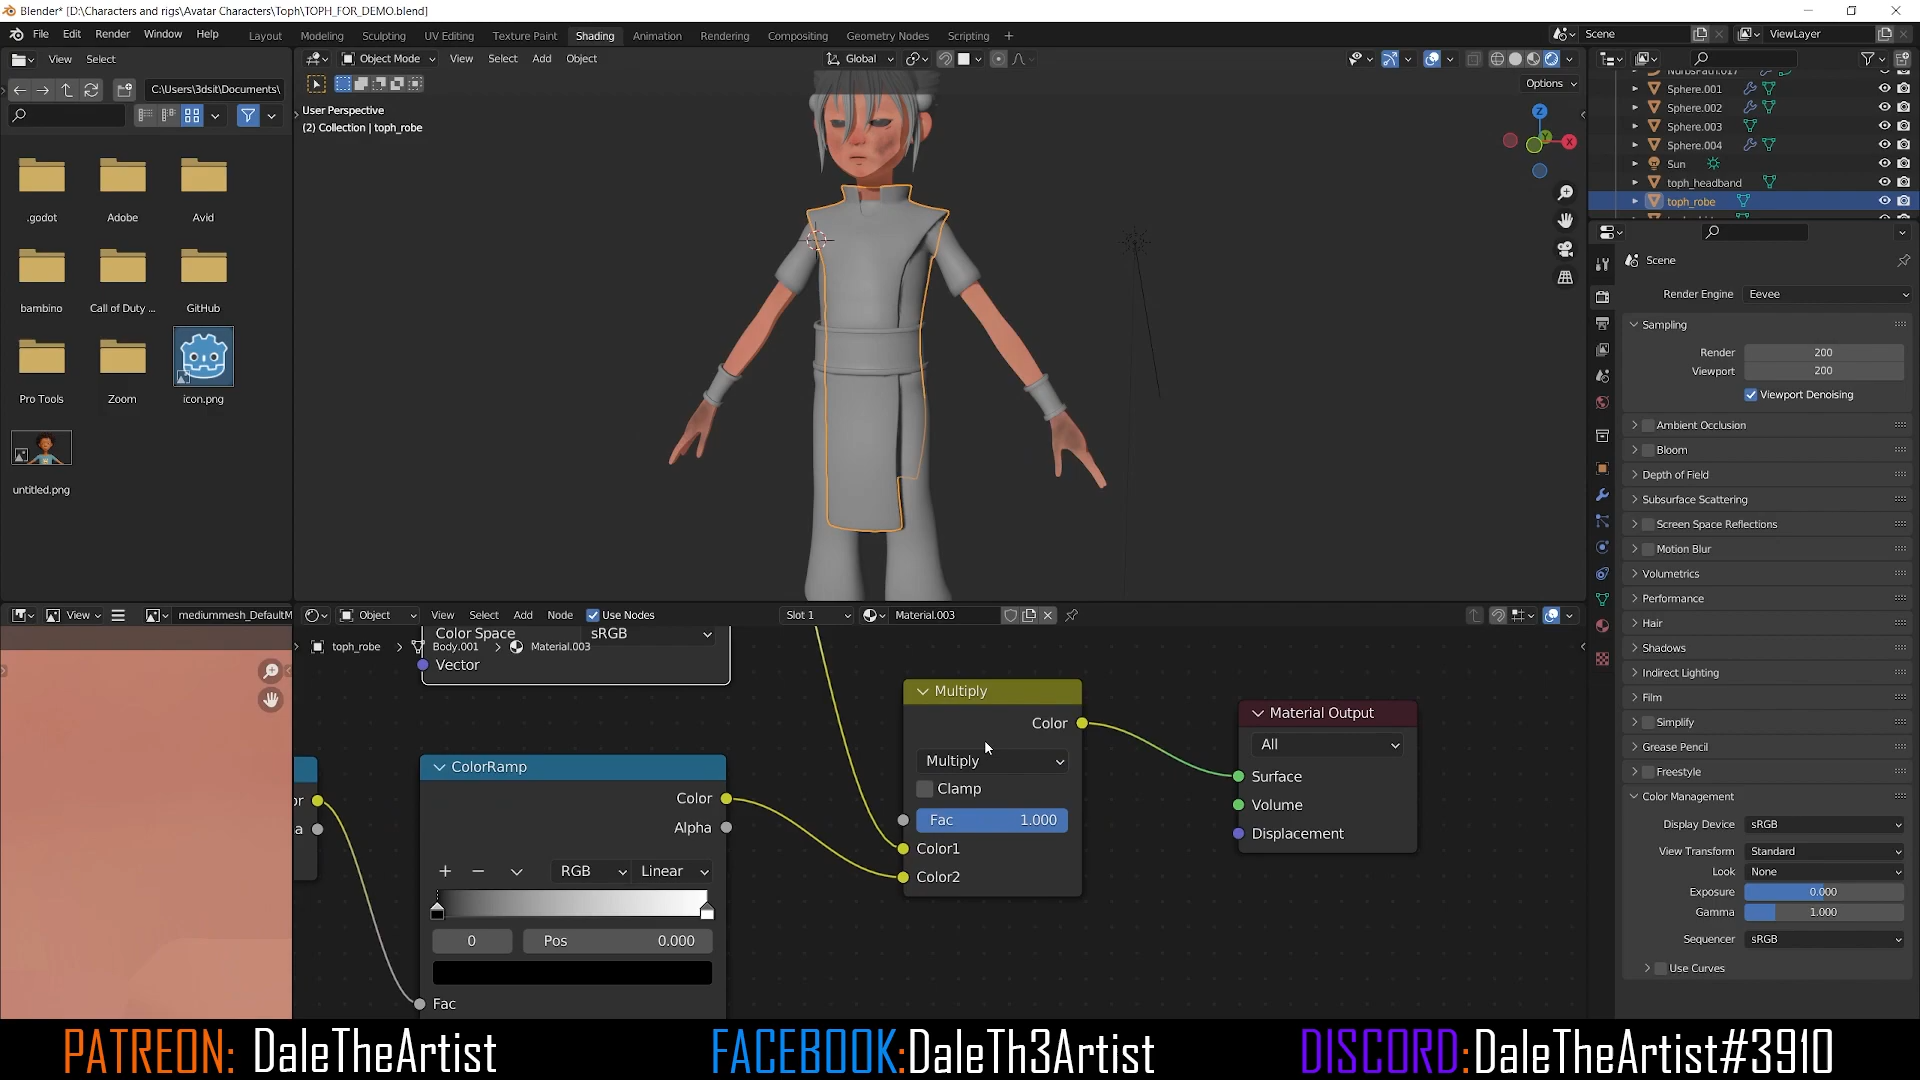 Blender* [D:\Characters and rigs\Avatar Characters\Toph\TOPH_FOR_DEMO.blend]
File Edit Render Window Help
Layout Modeling Sculpting UV Editing Texture Paint Shading Animation Rendering Compositing Geometry Nodes Scripting +
Scene ViewLayer
View Select
Object Mode View Select Add Object
Global
C:\Users\3dsit\Documents\
Options
User Perspective
(2) Collection | toph_robe
.godot Adobe Avid
bambino Call of Duty ... GitHub
Pro Tools Zoom icon.png
untitled.png
NurbsPath.017
Sphere.001
Sphere.002
Sphere.003
Sphere.004
Sun
toph_headband
toph_robe
Scene
Render Engine Eevee
Sampling
Render 200
Viewport 200
Viewport Denoising
Ambient Occlusion
Bloom
Depth of Field
Subsurface Scattering
Screen Space Reflections
Motion Blur
Volumetrics
Performance
Hair
Shadows
Indirect Lighting
Film
Simplify
Grease Pencil
Freestyle
Color Management
Display Device sRGB
View Transform Standard
Look None
Exposure 0.000
Gamma 1.000
Sequencer sRGB
Use Curves
View mediummesh_DefaultM
Object View Select Add Node Use Nodes Slot 1 Material.003
Color Space sRGB
toph_robe > Body.001 > Material.003
Vector
ColorRamp
Color
Alpha
+ − RGB Linear
0 Pos 0.000
Fac
Multiply
Color
Multiply
Clamp
Fac 1.000
Color1
Color2
Material Output
All
Surface
Volume
Displacement
or
a
X
Y
Z
PATREON: DaleTheArtist FACEBOOK:DaleTh3Artist DISCORD:DaleTheArtist#3910